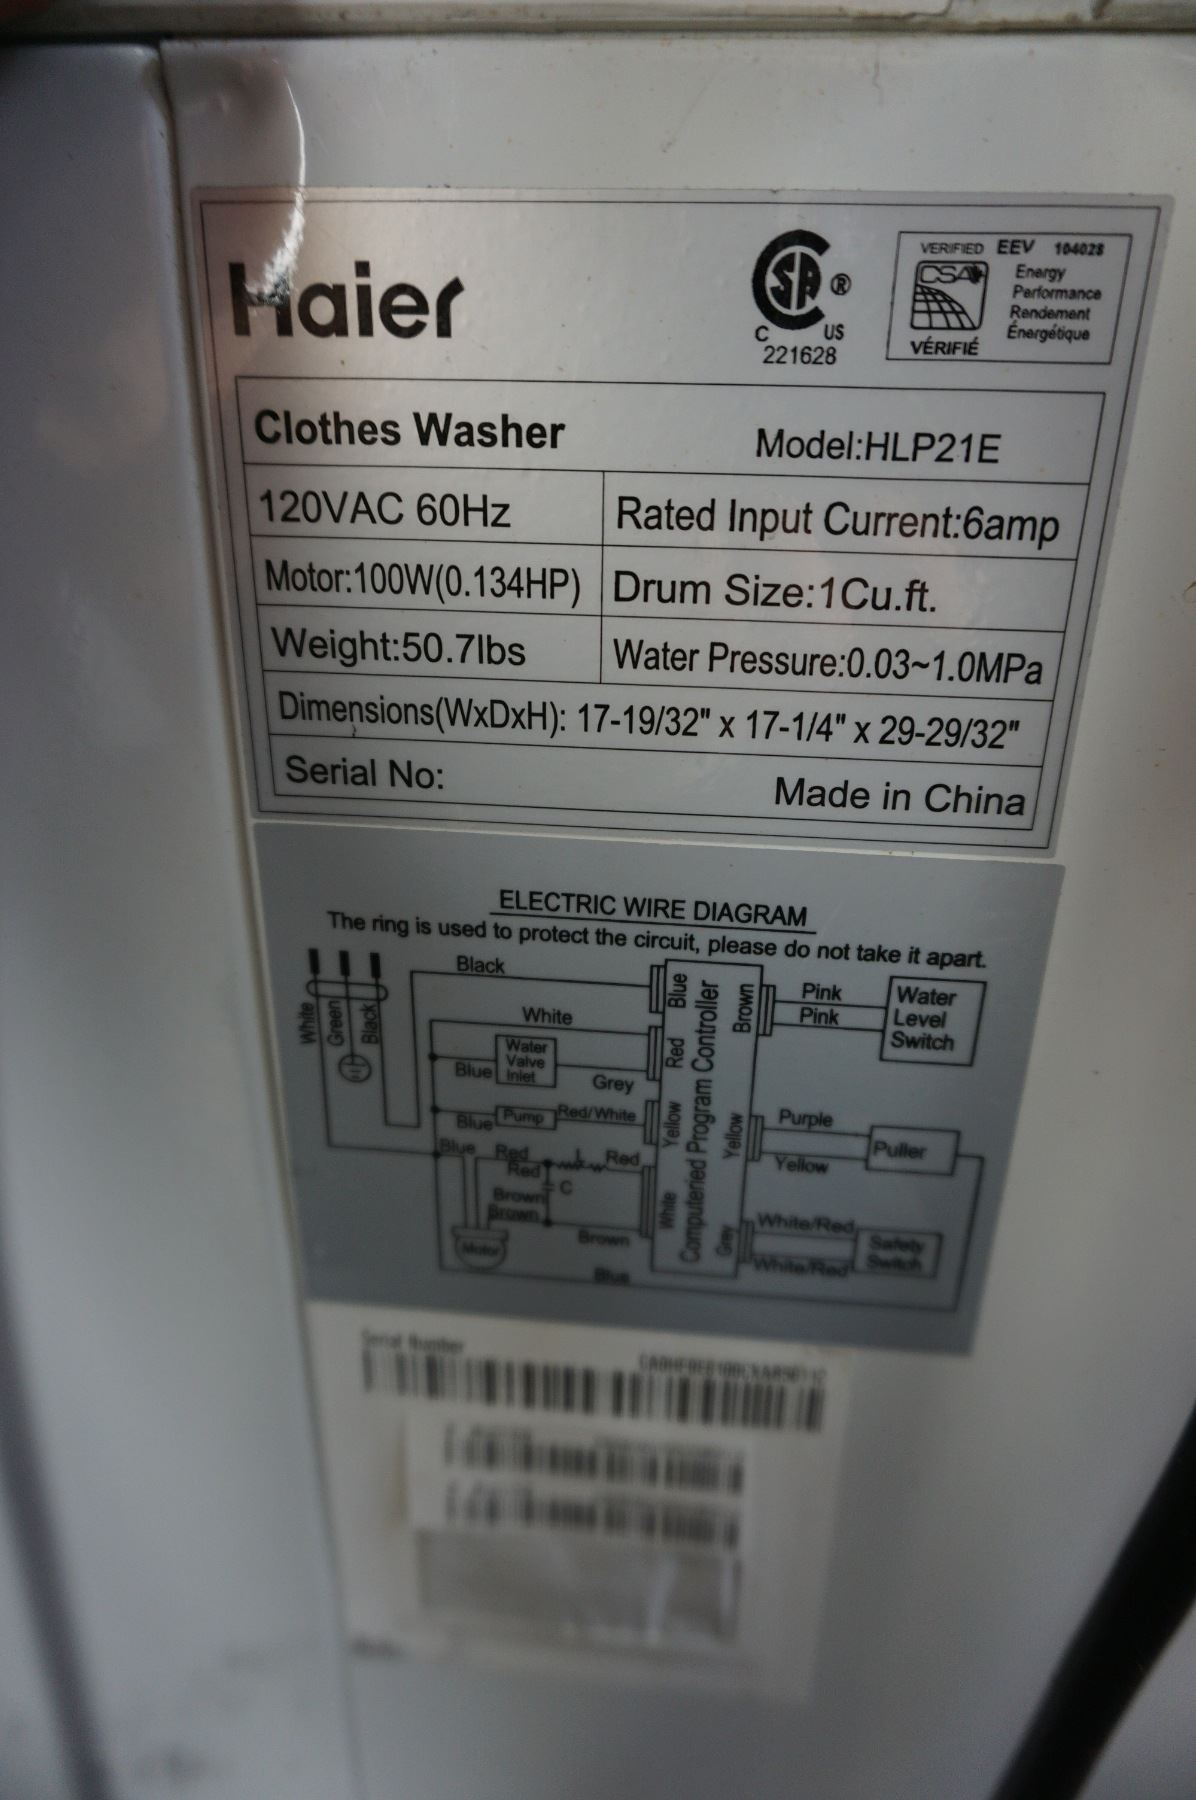 Haier
C US
221628
VERIFIED EEV 104028
CSA
Energy
Performance
Rendement
Énergétique
VÉRIFIÉ
Clothes Washer Model:HLP21E
120VAC 60Hz Rated Input Current:6amp
Motor:100W(0.134HP) Drum Size:1Cu.ft.
Weight:50.7lbs Water Pressure:0.03~1.0MPa
Dimensions(WxDxH): 17-19/32" x 17-1/4" x 29-29/32"
Serial No: Made in China
ELECTRIC WIRE DIAGRAM
The ring is used to protect the circuit, please do not take it apart.
White
Green
Black
Black
White
Blue
Water
Valve
Inlet
Grey
Blue
Pump
Red/White
Blue
Red
Red
L
Red
C
Brown
Brown
Brown
Motor
Blue
Blue
Red
Yellow
White
Computeried Program Controller
Brown
Yellow
Grey
Pink
Pink
Water
Level
Switch
Purple
Yellow
Puller
White/Red
White/Red
Safety
Switch
Serial Number